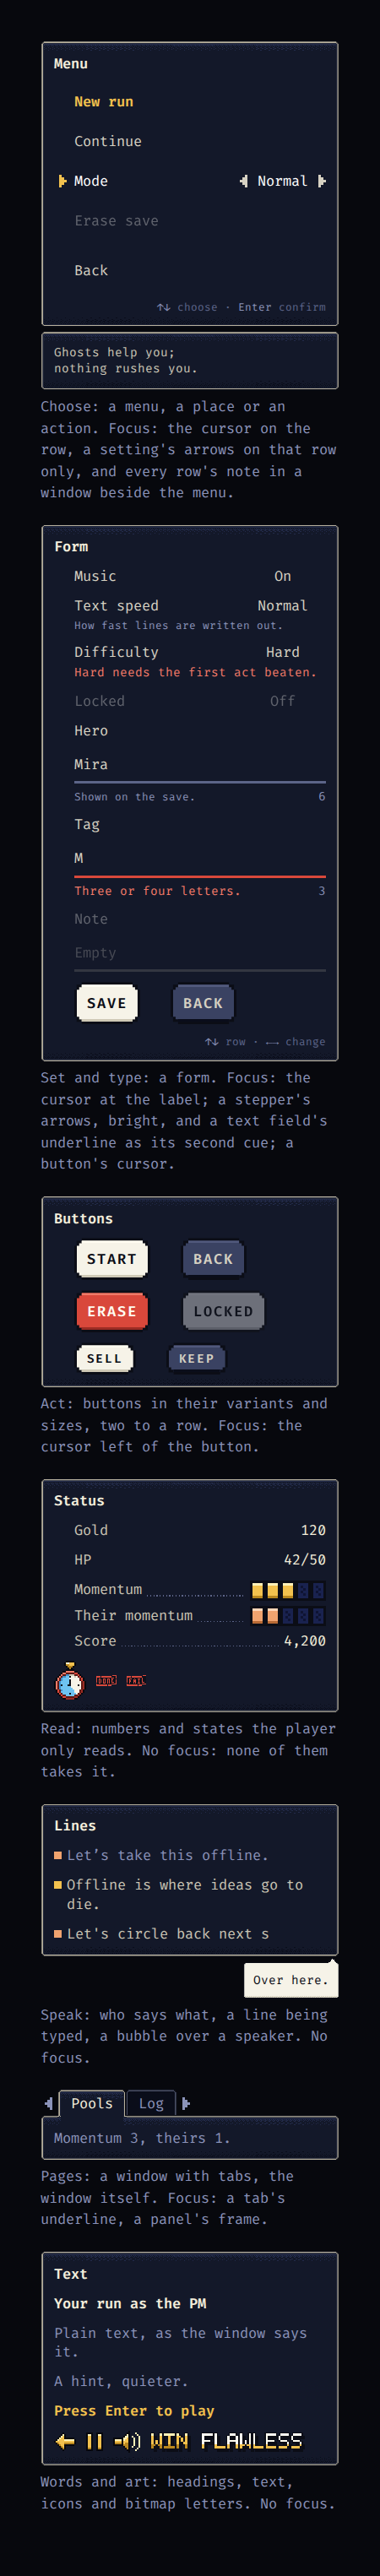 Menu
New run
Continue
Mode Normal
Erase save
Back
↑↓ choose · Enter confirm
Ghosts help you;
nothing rushes you.
Choose: a menu, a place or an
action. Focus: the cursor on the
row, a setting's arrows on that row
only, and every row's note in a
window beside the menu.
Form
Music On
Text speed Normal
How fast lines are written out.
Difficulty Hard
Hard needs the first act beaten.
Locked Off
Hero
Mira
Shown on the save. 6
Tag
M
Three or four letters. 3
Note
Empty
SAVE BACK
↑↓ row · ←→ change
Set and type: a form. Focus: the
cursor at the label; a stepper's
arrows, bright, and a text field's
underline as its second cue; a
button's cursor.
Buttons
START BACK
ERASE LOCKED
SELL KEEP
Act: buttons in their variants and
sizes, two to a row. Focus: the
cursor left of the button.
Status
Gold 120
HP 42/50
Momentum
Their momentum
Score 4,200
DONE FAIL
Read: numbers and states the player
only reads. No focus: none of them
takes it.
Lines
Let’s take this offline.
Offline is where ideas go to
die.
Let's circle back next s
Over here.
Speak: who says what, a line being
typed, a bubble over a speaker. No
focus.
Pools Log
Momentum 3, theirs 1.
Pages: a window with tabs, the
window itself. Focus: a tab's
underline, a panel's frame.
Text
Your run as the PM
Plain text, as the window says
it.
A hint, quieter.
Press Enter to play
WIN FLAWLESS
Words and art: headings, text,
icons and bitmap letters. No focus.